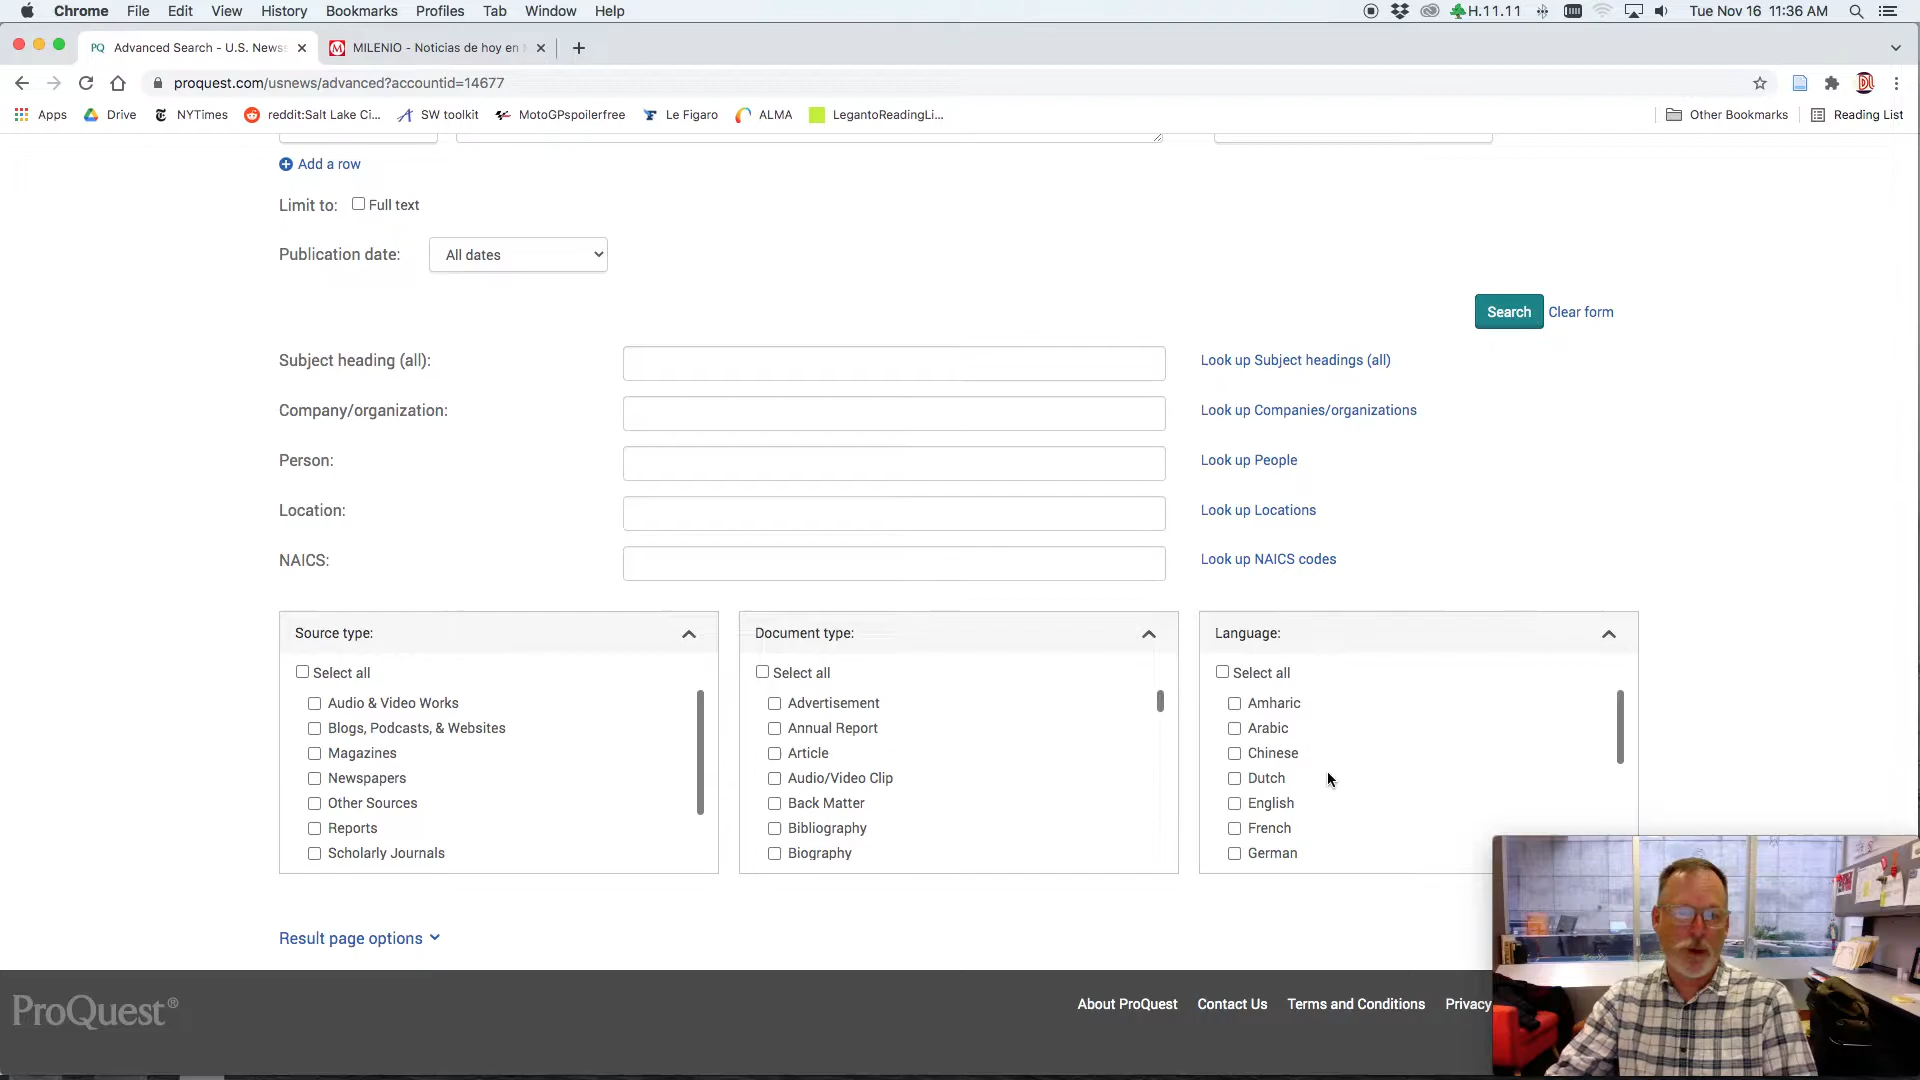 Chrome File Edit View History Bookmarks Profiles Tab Window Help H.11.11 Tue Nov 16 11:36 AM
PQ Advanced Search - U.S. News MILENIO - Noticias de hoy en
proquest.com/usnews/advanced?accountid=14677
Apps Drive NYTimes reddit:Salt Lake Ci... SW toolkit MotoGPspoilerfree Le Figaro ALMA LegantoReadingLi... Other Bookmarks Reading List
Add a row
Limit to: Full text
Publication date: All dates
Search Clear form
Subject heading (all): Look up Subject headings (all)
Company/organization: Look up Companies/organizations
Person: Look up People
Location: Look up Locations
NAICS: Look up NAICS codes
Source type: Document type: Language:
Select all Select all Select all
Audio & Video Works Advertisement Amharic
Blogs, Podcasts, & Websites Annual Report Arabic
Magazines Article Chinese
Newspapers Audio/Video Clip Dutch
Other Sources Back Matter English
Reports Bibliography French
Scholarly Journals Biography German
Result page options
ProQuest® About ProQuest Contact Us Terms and Conditions Privacy